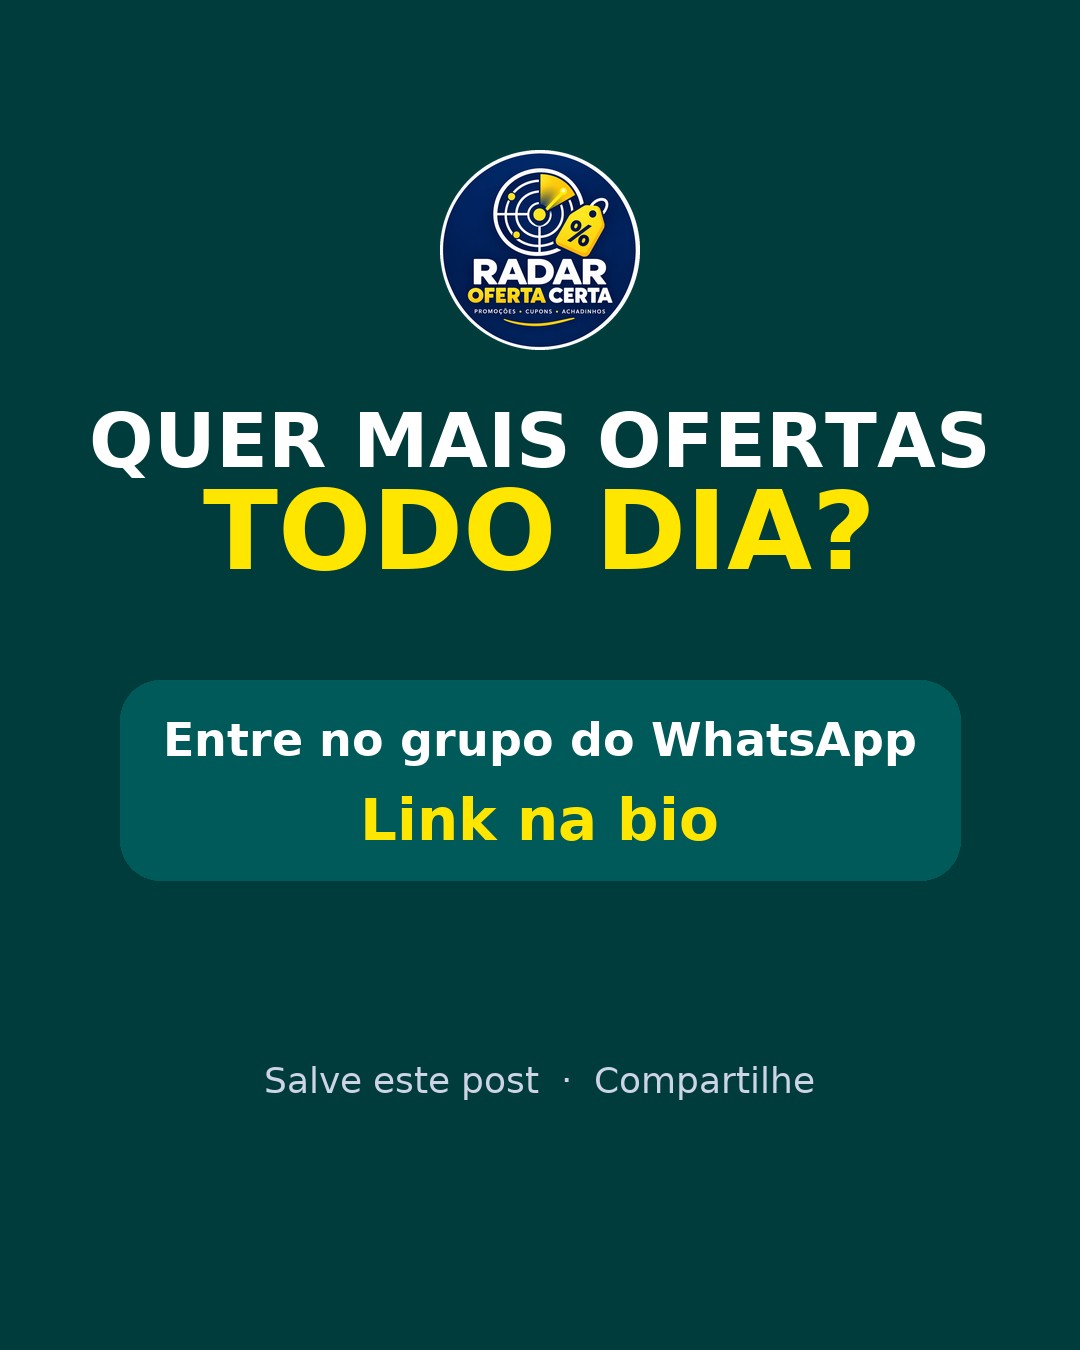 %
RADAR
OFERTA CERTA
PROMOÇÕES • CUPONS • ACHADINHOS
QUER MAIS OFERTAS
TODO DIA?
Entre no grupo do WhatsApp
Link na bio
Salve este post · Compartilhe